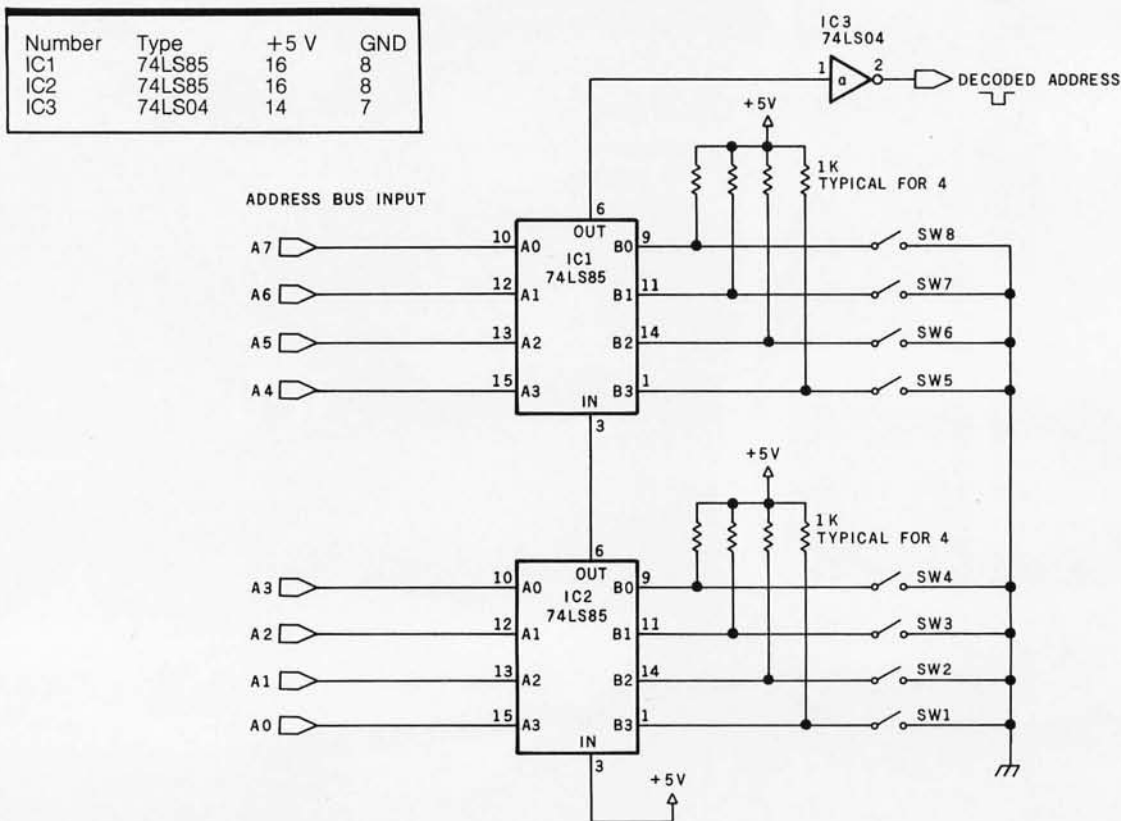 Number Type +5 V GND
IC1 74LS85 16 8
IC2 74LS85 16 8
IC3 74LS04 14 7
IC3
74LS04
1 a 2
DECODED ADDRESS
+5V
1K
TYPICAL FOR 4
ADDRESS BUS INPUT
6
OUT
IC1
74LS85
A7 10 A0 B0 9 SW8
A6 12 A1 B1 11 SW7
A5 13 A2 B2 14 SW6
A4 15 A3 B3 1 SW5
IN
3
+5V
1K
TYPICAL FOR 4
6
OUT
IC2
74LS85
A3 10 A0 B0 9 SW4
A2 12 A1 B1 11 SW3
A1 13 A2 B2 14 SW2
A0 15 A3 B3 1 SW1
IN
3
+5V